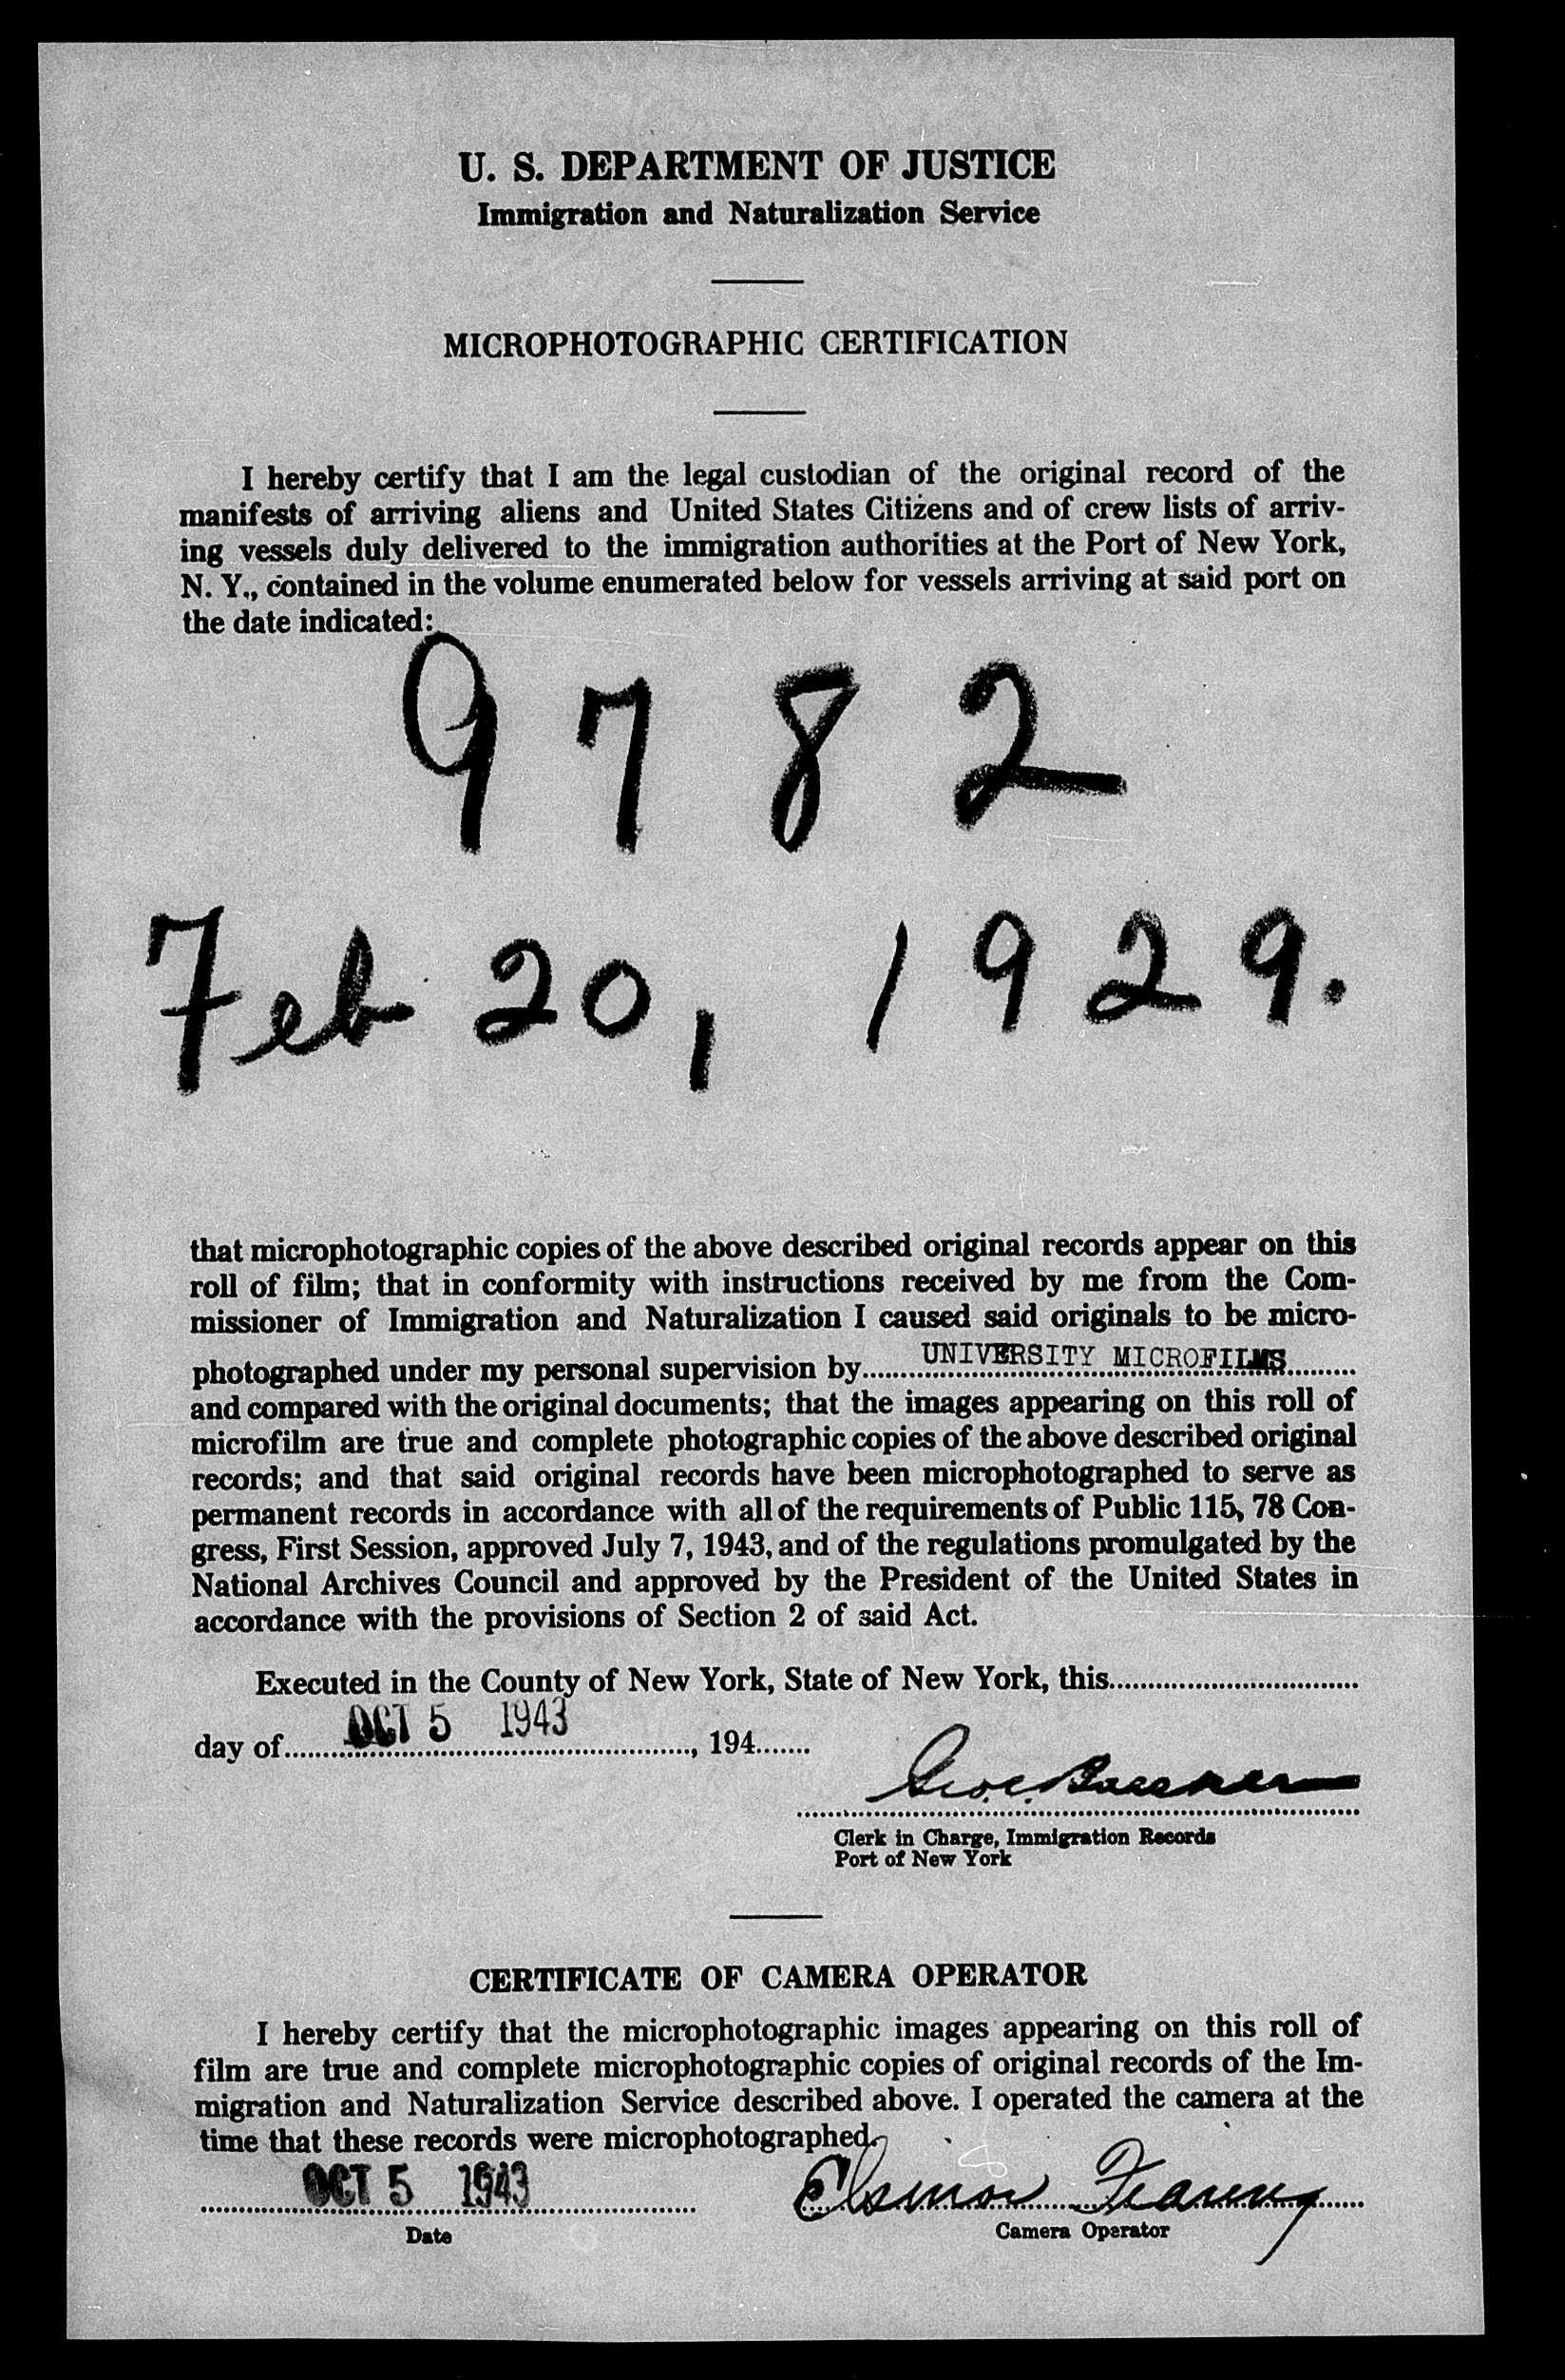 U. S. DEPARTMENT OF JUSTICE
Immigration and Naturalization Service
MICROPHOTOGRAPHIC CERTIFICATION
I hereby certify that I am the legal custodian of the original record of the
manifests of arriving aliens and United States Citizens and of crew lists of arriv-
ing vessels duly delivered to the immigration authorities at the Port of New York,
N. Y., contained in the volume enumerated below for vessels arriving at said port on
the date indicated:
9782
Feb 20, 1929.
that microphotographic copies of the above described original records appear on this
roll of film; that in conformity with instructions received by me from the Com-
missioner of Immigration and Naturalization I caused said originals to be micro-
photographed under my personal supervision by UNIVERSITY MICROFILMS
and compared with the original documents; that the images appearing on this roll of
microfilm are true and complete photographic copies of the above described original
records; and that said original records have been microphotographed to serve as
permanent records in accordance with all of the requirements of Public 115, 78 Con-
gress, First Session, approved July 7, 1943, and of the regulations promulgated by the
National Archives Council and approved by the President of the United States in
accordance with the provisions of Section 2 of said Act.
Executed in the County of New York, State of New York, this
day of OCT 5 1943, 194
Clerk in Charge, Immigration Records
Port of New York
CERTIFICATE OF CAMERA OPERATOR
I hereby certify that the microphotographic images appearing on this roll of
film are true and complete microphotographic copies of original records of the Im-
migration and Naturalization Service described above. I operated the camera at the
time that these records were microphotographed.
OCT 5 1943
Date
Camera Operator